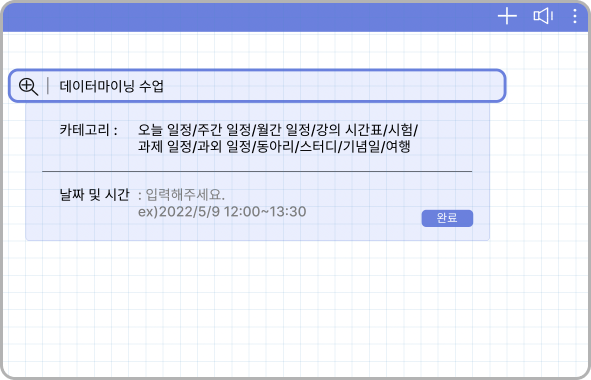 데이터마이닝 수업
카테고리 : 오늘 일정/주간 일정/월간 일정/강의 시간표/시험/
과제 일정/과외 일정/동아리/스터디/기념일/여행
날짜 및 시간 : 입력해주세요.
ex)2022/5/9 12:00~13:30
완료